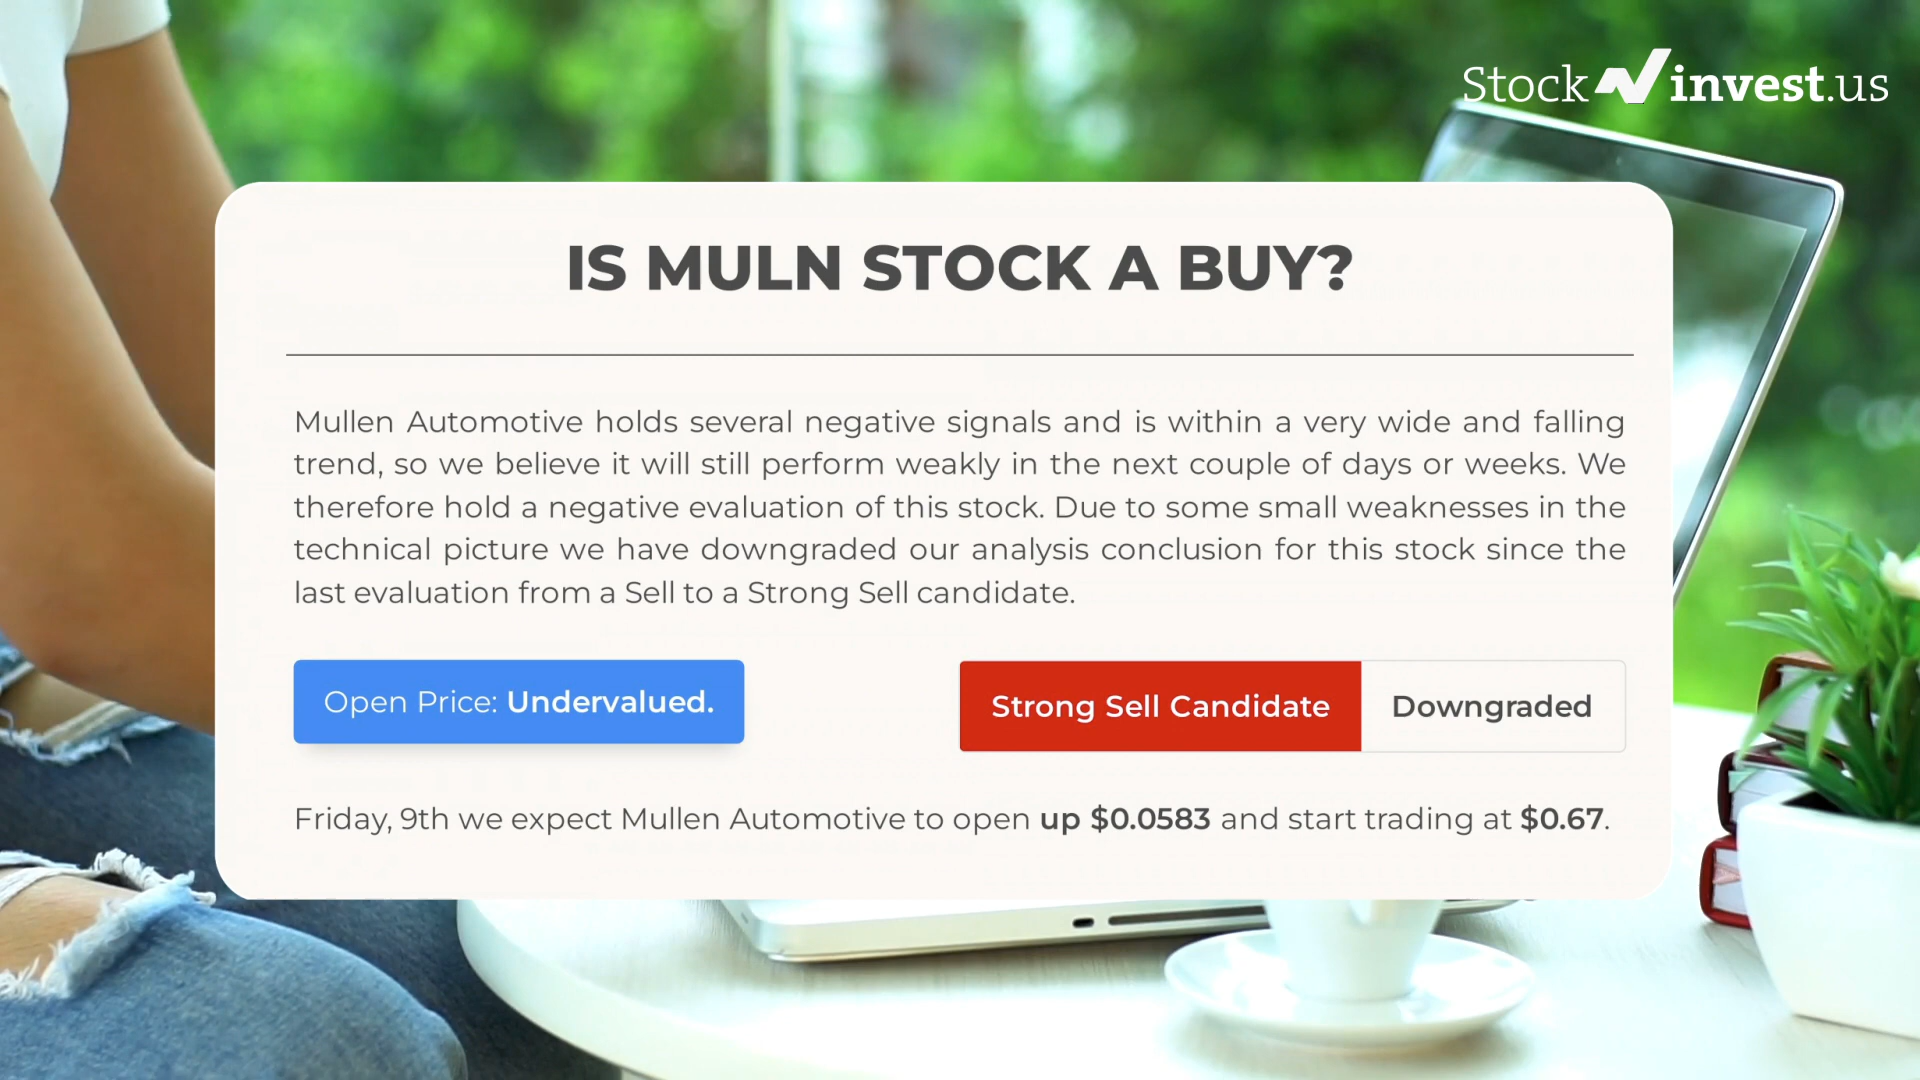 Stock invest.us
IS MULN STOCK A BUY?
Mullen Automotive holds several negative signals and is within a very wide and falling
trend, so we believe it will still perform weakly in the next couple of days or weeks. We
therefore hold a negative evaluation of this stock. Due to some small weaknesses in the
technical picture we have downgraded our analysis conclusion for this stock since the
last evaluation from a Sell to a Strong Sell candidate.
Open Price: Undervalued.
Strong Sell Candidate Downgraded
Friday, 9th we expect Mullen Automotive to open up $0.0583 and start trading at $0.67.